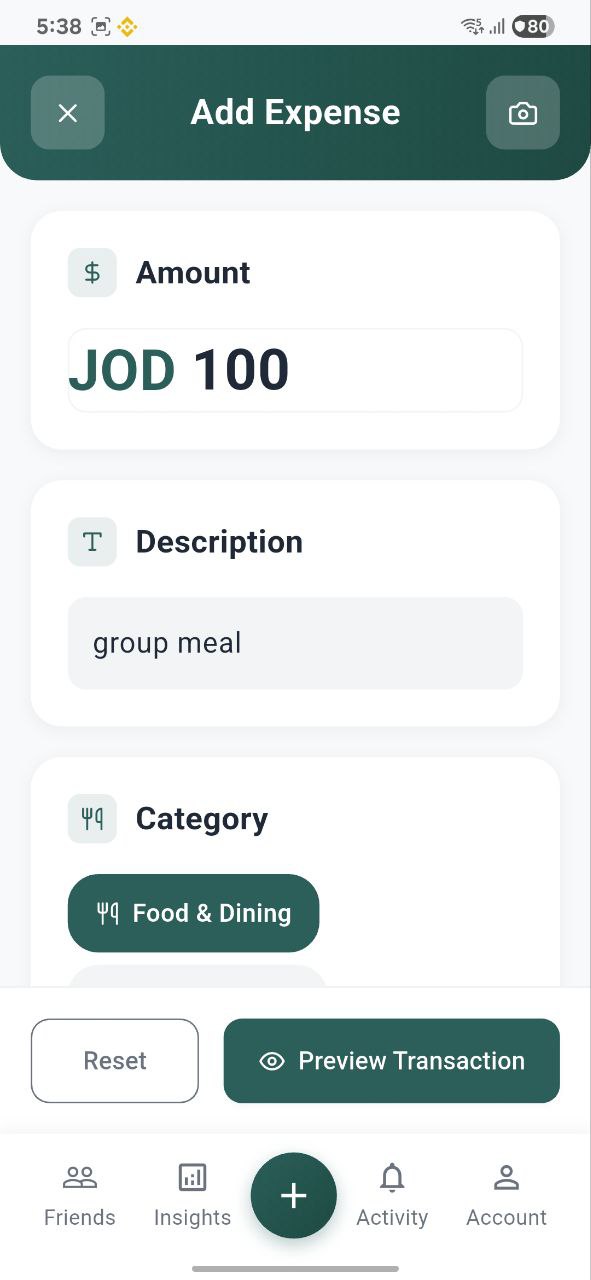 5:38
80
Add Expense
$ Amount
JOD 100
T Description
group meal
Category
Food & Dining
Reset
Preview Transaction
Friends
Insights
+
Activity
Account